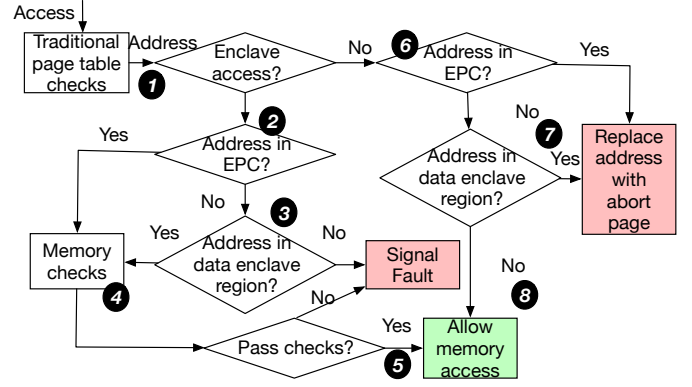 Access
Traditional
page table
checks
Address
1
Enclave
access?
No
6
Address in
EPC?
Yes
2
Address in
EPC?
Yes
No
No
7
Address in
data enclave
region?
Yes
Replace
address
with
abort
page
3
Yes
Address in
data enclave
region?
No
Memory
checks
4
Signal
Fault
No
No
8
Pass checks?
Yes
5
Allow
memory
access